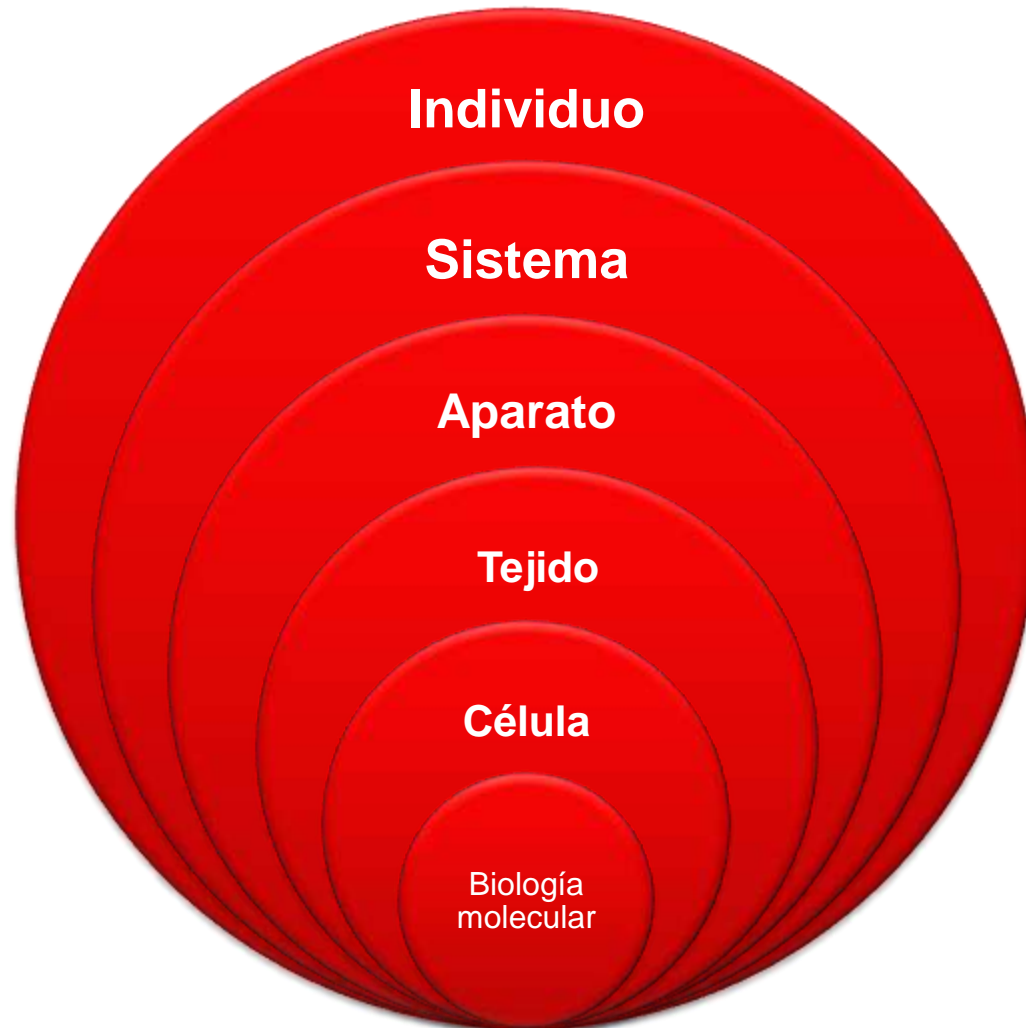 Individuo
Sistema
Aparato
Tejido
Célula
Biología
molecular